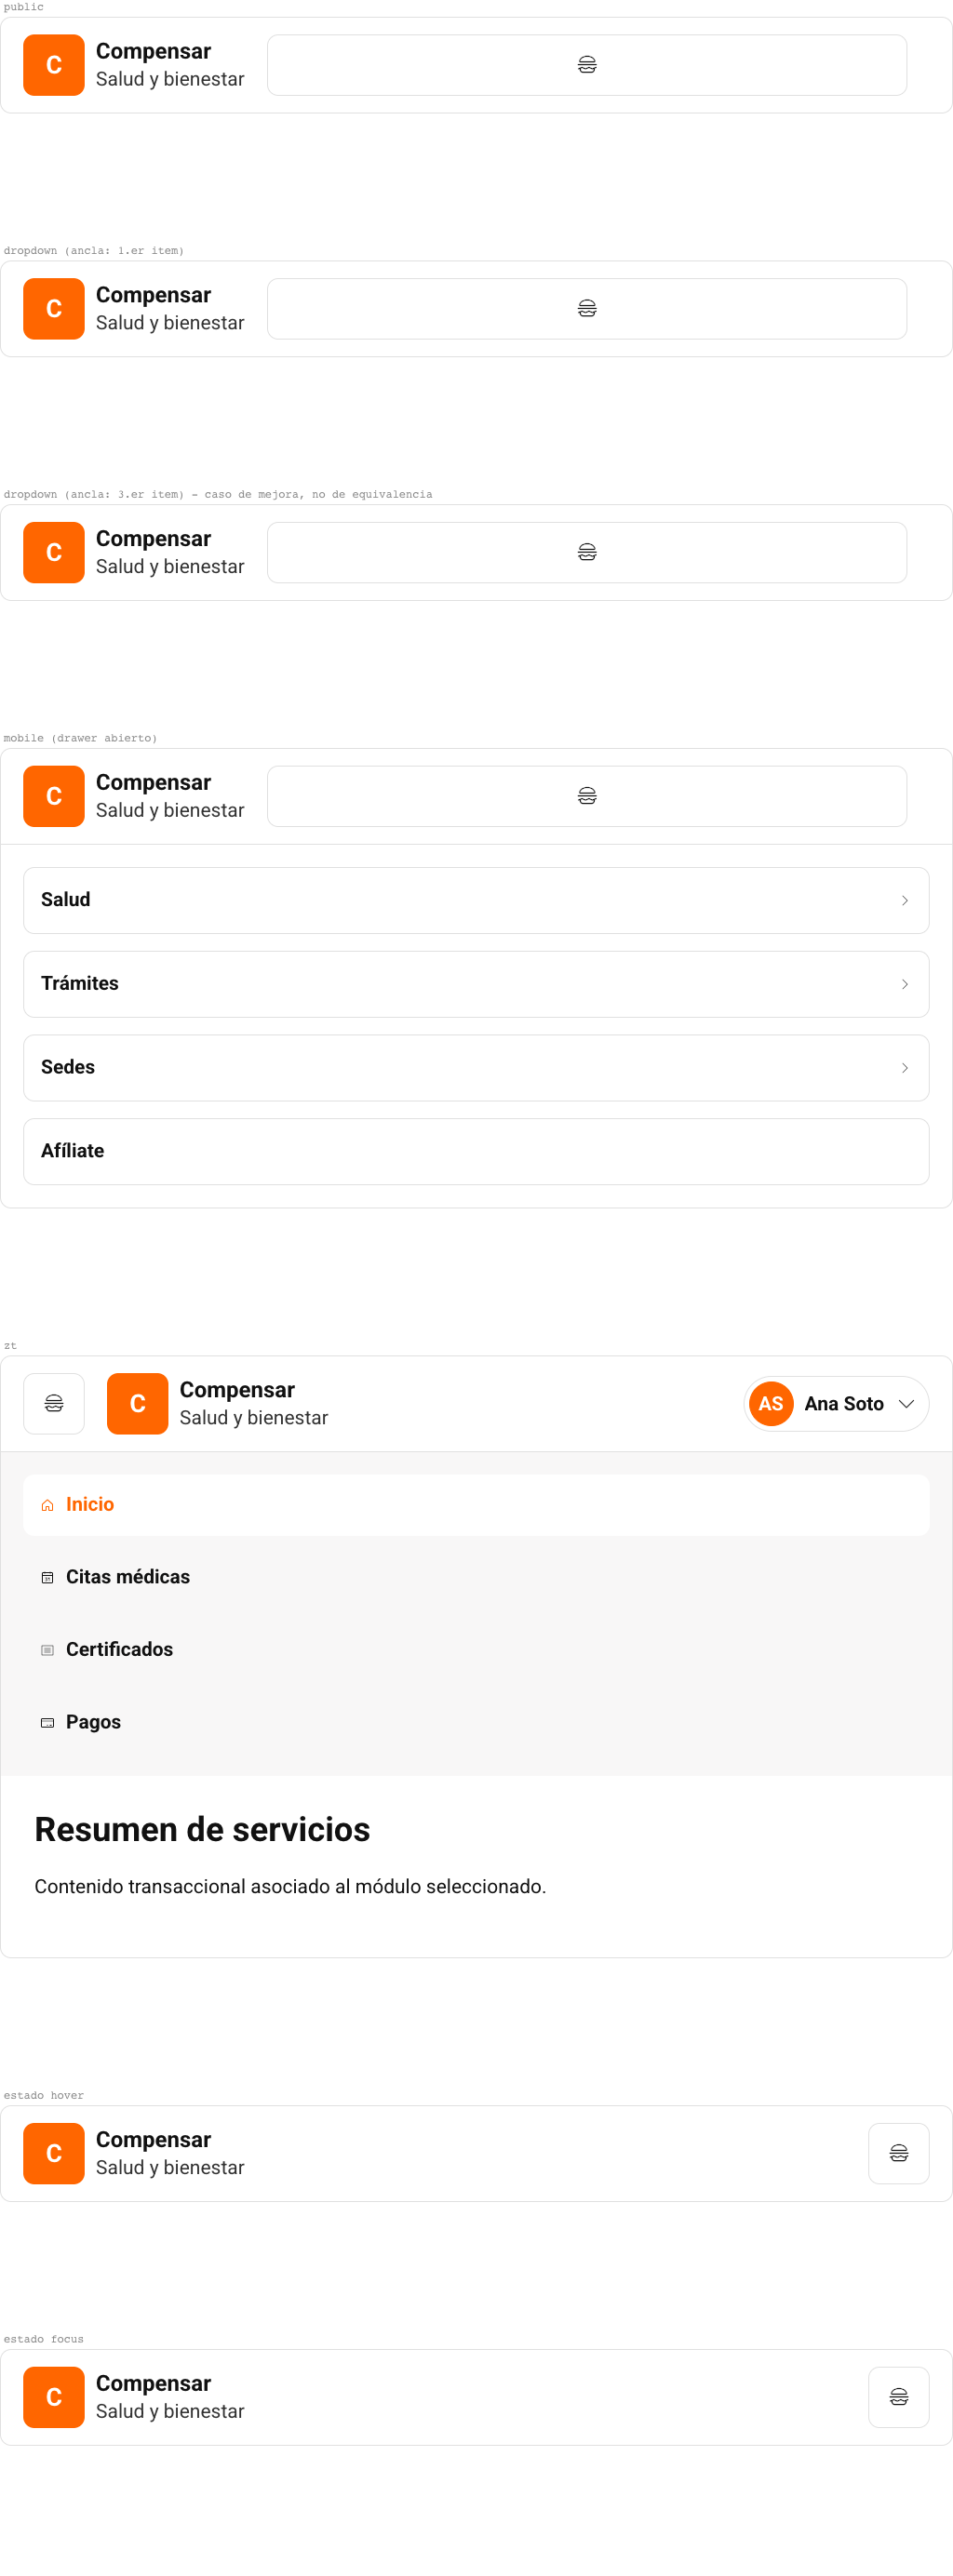 public
C
Compensar
Salud y bienestar
dropdown (ancla: 1.er item)
C
Compensar
Salud y bienestar
dropdown (ancla: 3.er item) - caso de mejora, no de equivalencia
C
Compensar
Salud y bienestar
mobile (drawer abierto)
C
Compensar
Salud y bienestar
Salud
Trámites
Sedes
Afíliate
zt
C
Compensar
Salud y bienestar
AS Ana Soto
Inicio
Citas médicas
Certificados
Pagos
Resumen de servicios
Contenido transaccional asociado al módulo seleccionado.
estado hover
C
Compensar
Salud y bienestar
estado focus
C
Compensar
Salud y bienestar